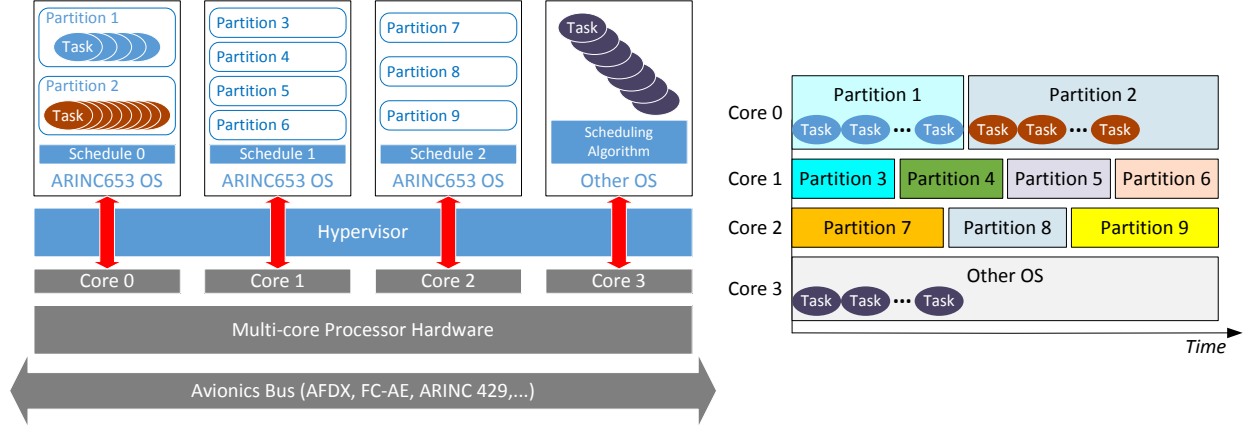 Partition 1
Task
Partition 2
Task
Schedule 0
ARINC653 OS
Partition 3
Partition 4
Partition 5
Partition 6
Schedule 1
ARINC653 OS
Partition 7
Partition 8
Partition 9
Schedule 2
ARINC653 OS
Task
Scheduling
Algorithm
Other OS
Hypervisor
Core 0 Core 1 Core 2 Core 3
Multi-core Processor Hardware
Avionics Bus (AFDX, FC-AE, ARINC 429,...)
Core 0
Partition 1 Partition 2
Task Task ••• Task Task Task ••• Task
Core 1
Partition 3 Partition 4 Partition 5 Partition 6
Core 2
Partition 7 Partition 8 Partition 9
Core 3
Other OS
Task Task ••• Task
Time